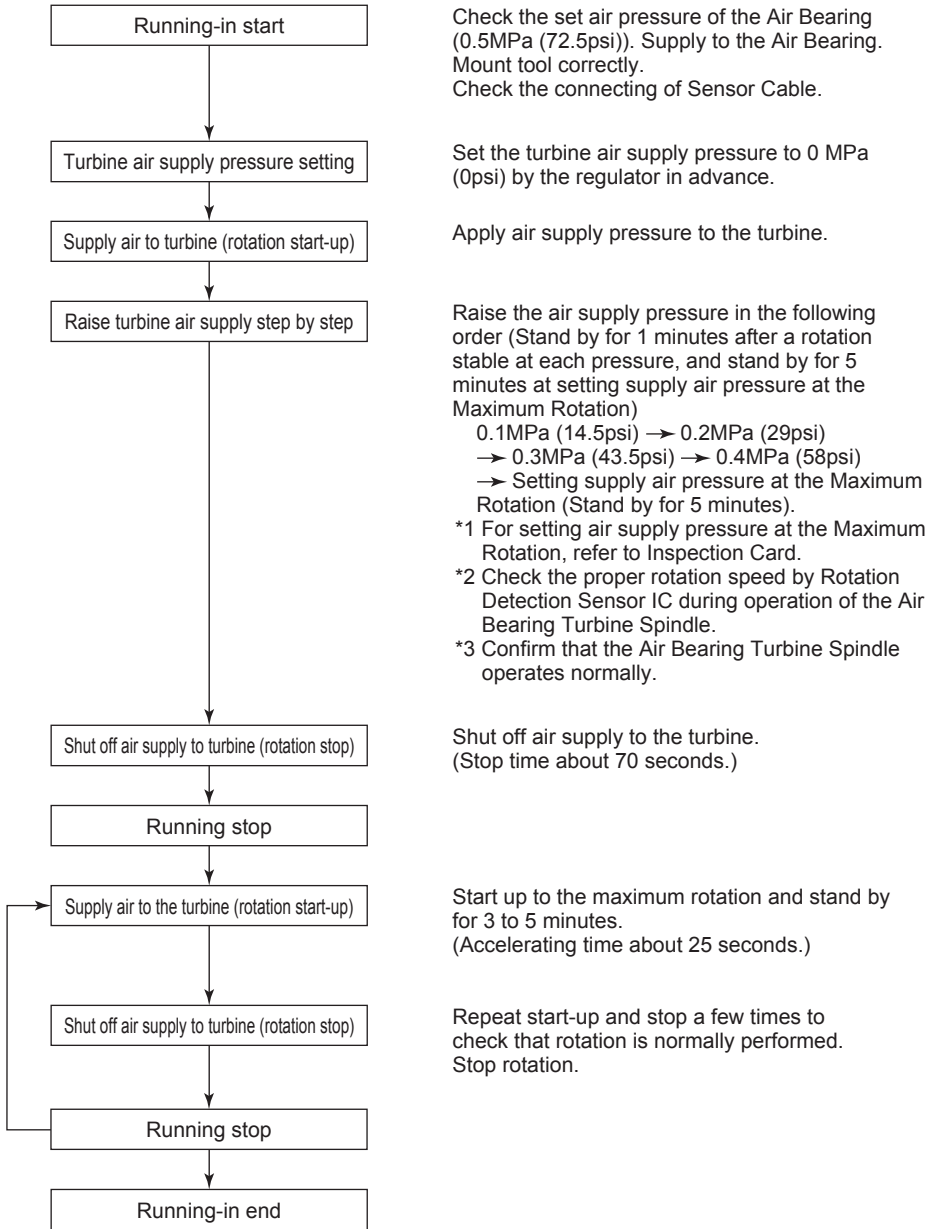 Running-in start
Check the set air pressure of the Air Bearing
(0.5MPa (72.5psi)). Supply to the Air Bearing.
Mount tool correctly.
Check the connecting of Sensor Cable.
Turbine air supply pressure setting
Set the turbine air supply pressure to 0 MPa
(0psi) by the regulator in advance.
Supply air to turbine (rotation start-up)
Apply air supply pressure to the turbine.
Raise turbine air supply step by step
Raise the air supply pressure in the following
order (Stand by for 1 minutes after a rotation
stable at each pressure, and stand by for 5
minutes at setting supply air pressure at the
Maximum Rotation)
0.1MPa (14.5psi) → 0.2MPa (29psi)
→ 0.3MPa (43.5psi) → 0.4MPa (58psi)
→ Setting supply air pressure at the Maximum
Rotation (Stand by for 5 minutes).
*1 For setting air supply pressure at the Maximum
Rotation, refer to Inspection Card.
*2 Check the proper rotation speed by Rotation
Detection Sensor IC during operation of the Air
Bearing Turbine Spindle.
*3 Confirm that the Air Bearing Turbine Spindle
operates normally.
Shut off air supply to turbine (rotation stop)
Shut off air supply to the turbine.
(Stop time about 70 seconds.)
Running stop
Supply air to the turbine (rotation start-up)
Start up to the maximum rotation and stand by
for 3 to 5 minutes.
(Accelerating time about 25 seconds.)
Shut off air supply to turbine (rotation stop)
Repeat start-up and stop a few times to
check that rotation is normally performed.
Stop rotation.
Running stop
Running-in end